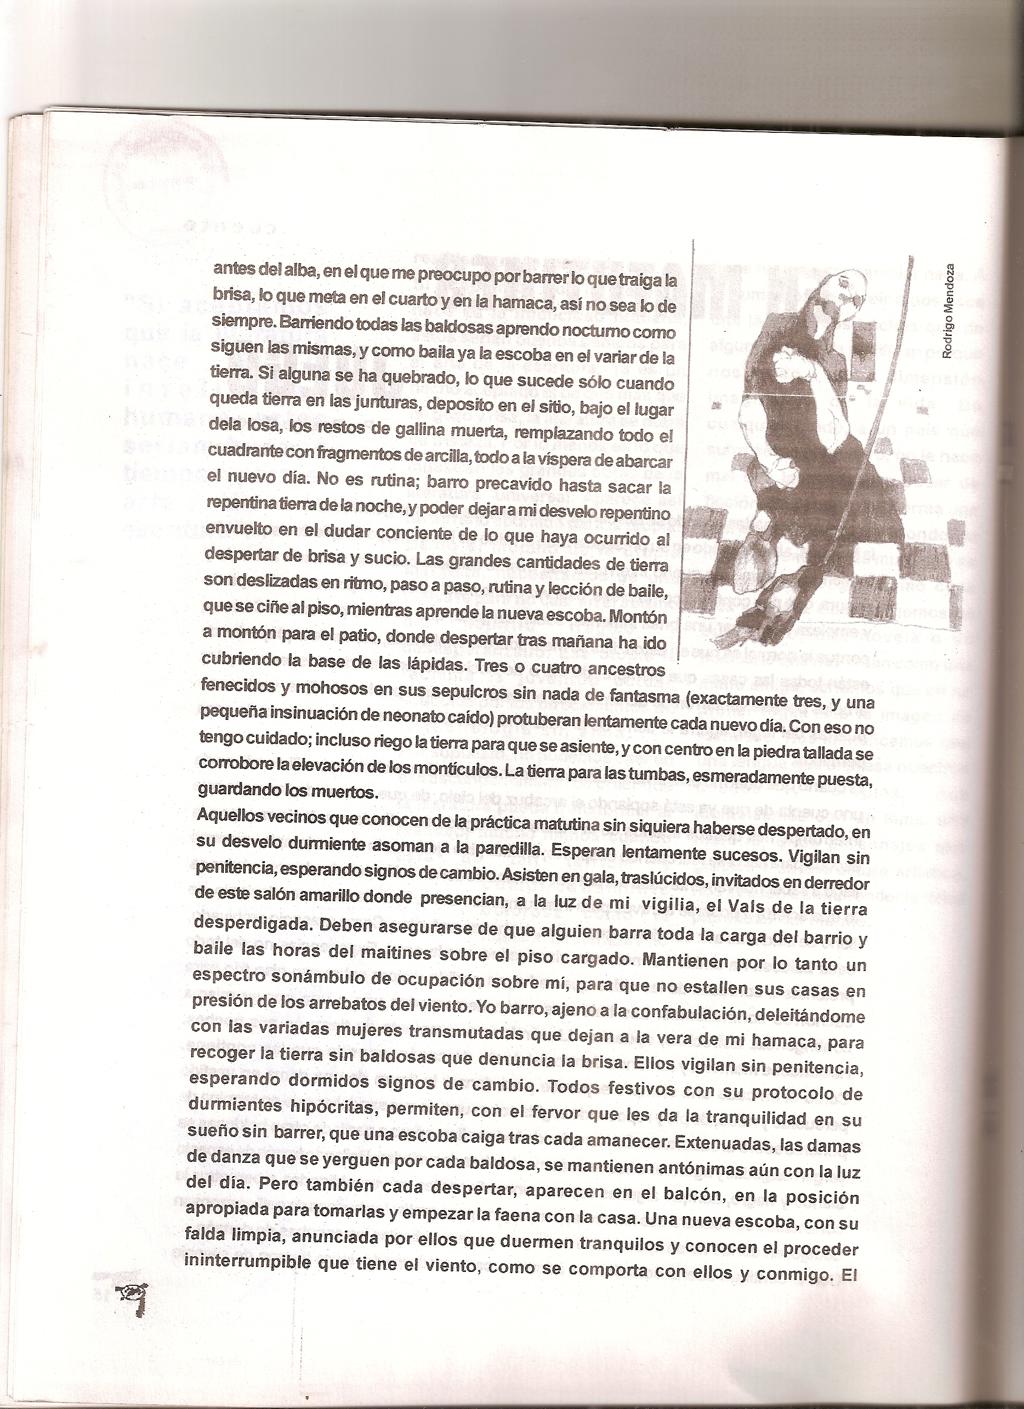 antes del alba, en el que me preocupo por barrer lo que traiga la
brisa, lo que meta en el cuarto y en la hamaca, así no sea lo de
siempre. Barriendo todas las baldosas aprendo nocturno como
siguen las mismas, y como baila ya la escoba en el variar de la
tierra. Si alguna se ha quebrado, lo que sucede sólo cuando
queda tierra en las junturas, deposito en el sitio, bajo el lugar
dela losa, los restos de gallina muerta, remplazando todo el
cuadrante con fragmentos de arcilla, todo a la víspera de abarcar
el nuevo día. No es rutina; barro precavido hasta sacar la
repentina tierra de la noche, y poder dejar a mi desvelo repentino
envuelto en el dudar conciente de lo que haya ocurrido al
despertar de brisa y sucio. Las grandes cantidades de tierra
son deslizadas en ritmo, paso a paso, rutina y lección de baile,
que se ciñe al piso, mientras aprende la nueva escoba. Montón
a montón para el patio, donde despertar tras mañana ha ido
cubriendo la base de las lápidas. Tres o cuatro ancestros
fenecidos y mohosos en sus sepulcros sin nada de fantasma (exactamente tres, y una
pequeña insinuación de neonato caído) protuberan lentamente cada nuevo día. Con eso no
tengo cuidado; incluso riego la tierra para que se asiente, y con centro en la piedra tallada se
corrobore la elevación de los montículos. La tierra para las tumbas, esmeradamente puesta,
guardando los muertos.
Aquellos vecinos que conocen de la práctica matutina sin siquiera haberse despertado, en
su desvelo durmiente asoman a la paredilla. Esperan lentamente sucesos. Vigilan sin
penitencia, esperando signos de cambio. Asisten en gala, traslúcidos, invitados en derredor
de este salón amarillo donde presencian, a la luz de mi vigilia, el Vals de la tierra
desperdigada. Deben asegurarse de que alguien barra toda la carga del barrio y
baile las horas del maitines sobre el piso cargado. Mantienen por lo tanto un
espectro sonámbulo de ocupación sobre mí, para que no estallen sus casas en
presión de los arrebatos del viento. Yo barro, ajeno a la confabulación, deleitándome
con las variadas mujeres transmutadas que dejan a la vera de mi hamaca, para
recoger la tierra sin baldosas que denuncia la brisa. Ellos vigilan sin penitencia,
esperando dormidos signos de cambio. Todos festivos con su protocolo de
durmientes hipócritas, permiten, con el fervor que les da la tranquilidad en su
sueño sin barrer, que una escoba caiga tras cada amanecer. Extenuadas, las damas
de danza que se yerguen por cada baldosa, se mantienen antónimas aún con la luz
del día. Pero también cada despertar, aparecen en el balcón, en la posición
apropiada para tomarlas y empezar la faena con la casa. Una nueva escoba, con su
falda limpia, anunciada por ellos que duermen tranquilos y conocen el proceder
ininterrumpible que tiene el viento, como se comporta con ellos y conmigo. El
Rodrigo Mendoza